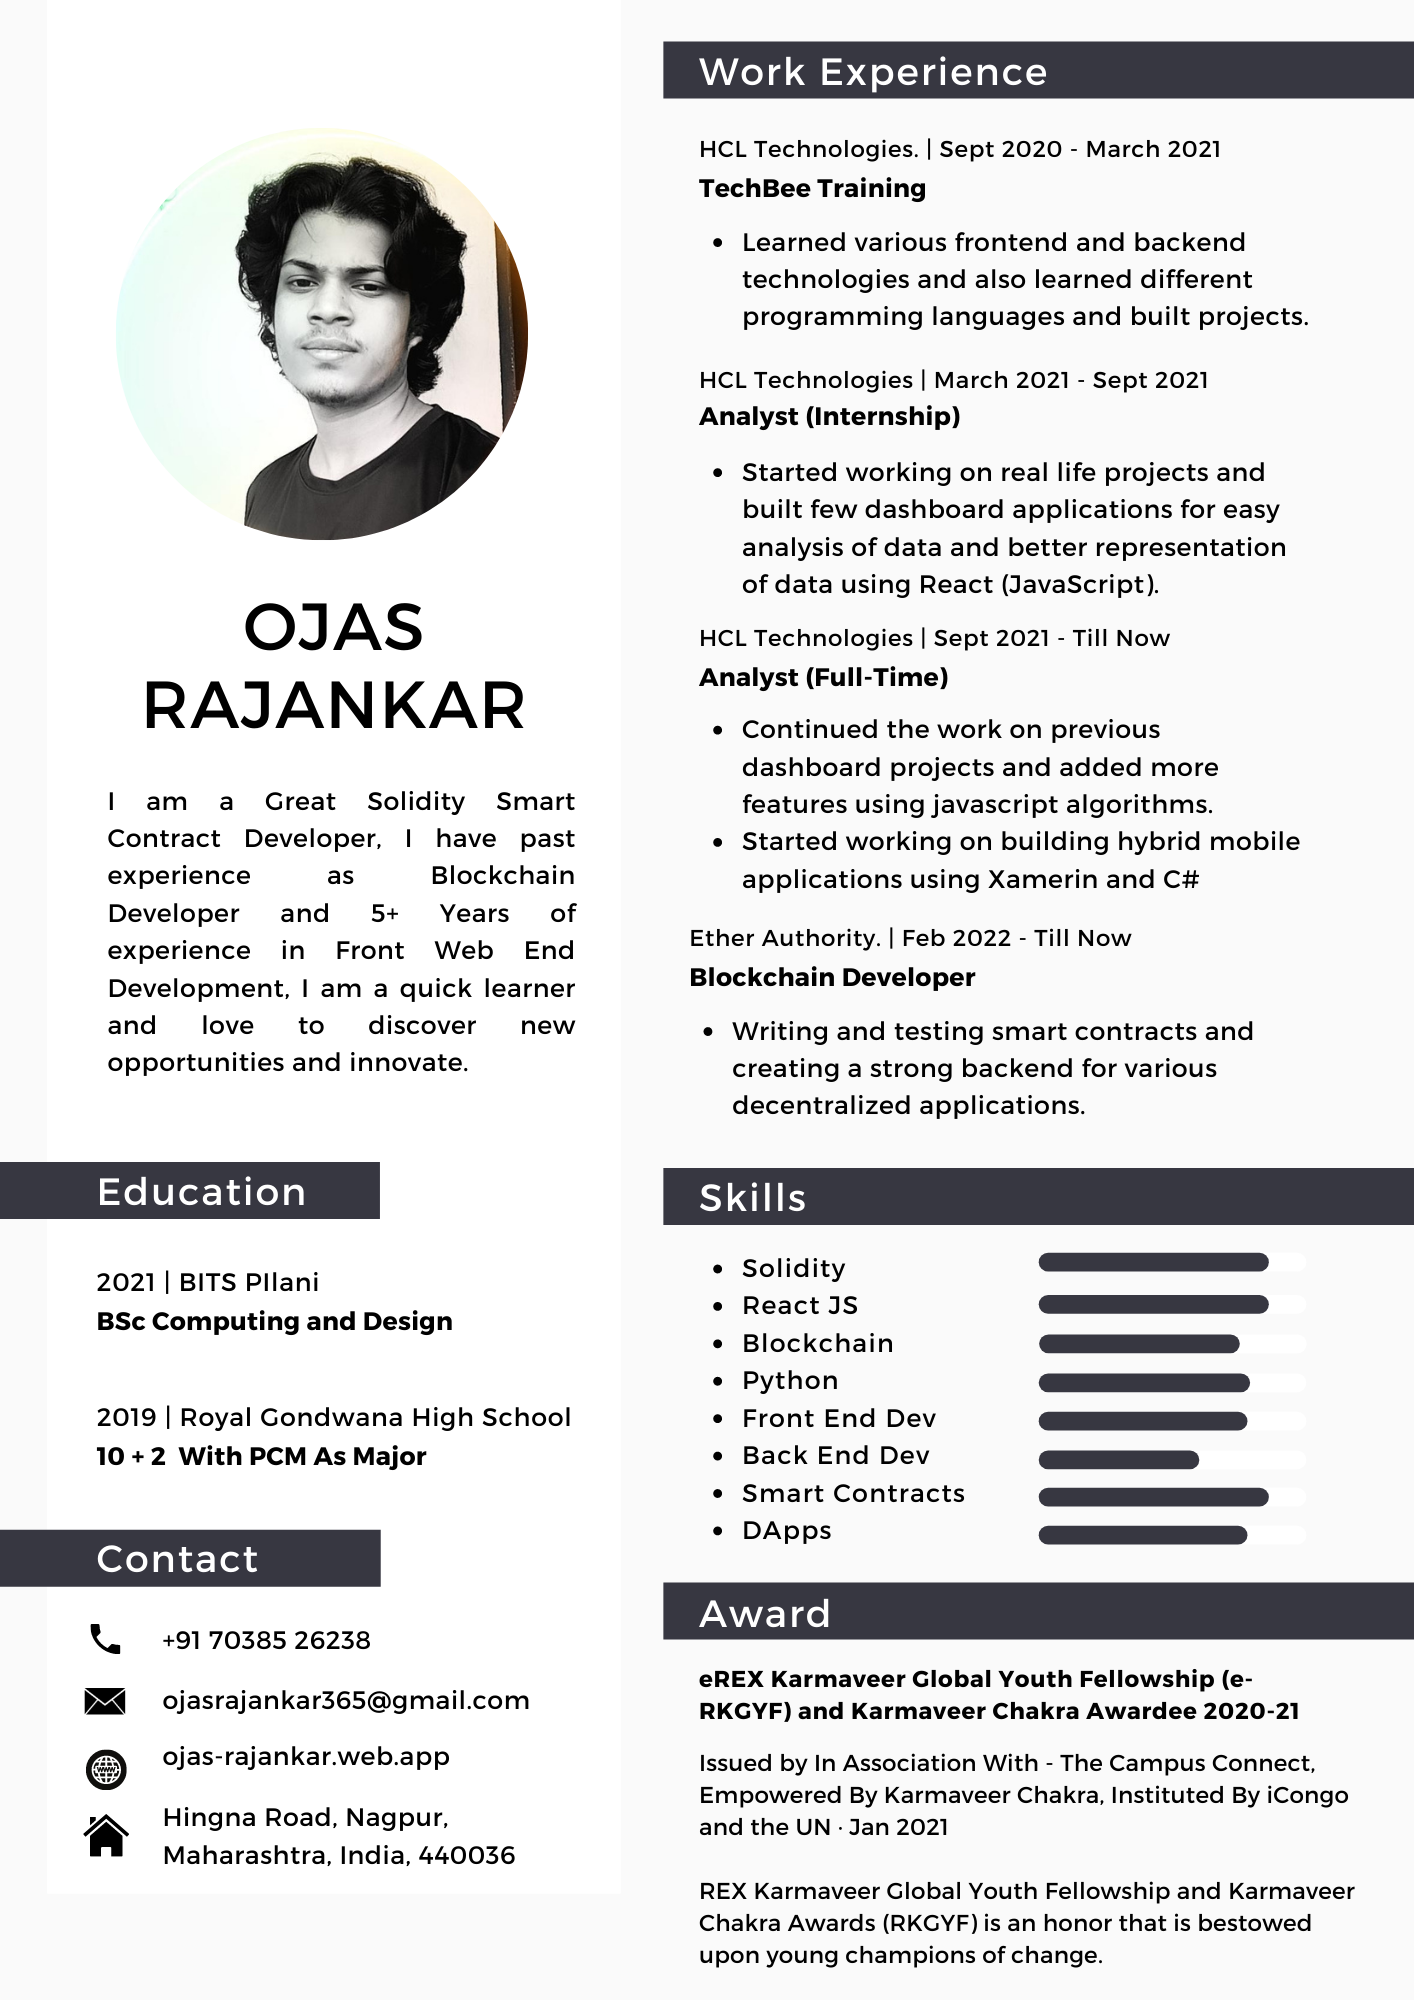 OJAS
RAJANKAR
I am a Great Solidity Smart
Contract Developer, I have past
experience as Blockchain
Developer and 5+ Years of
experience in Front Web End
Development, I am a quick learner
and love to discover new
opportunities and innovate.
Education
2021 | BITS PIlani
BSc Computing and Design
2019 | Royal Gondwana High School
10 + 2 With PCM As Major
Contact
+91 70385 26238
ojasrajankar365@gmail.com
ojas-rajankar.web.app
Hingna Road, Nagpur,
Maharashtra, India, 440036
Work Experience
HCL Technologies. | Sept 2020 - March 2021
TechBee Training
• Learned various frontend and backend
technologies and also learned different
programming languages and built projects.
HCL Technologies | March 2021 - Sept 2021
Analyst (Internship)
• Started working on real life projects and
built few dashboard applications for easy
analysis of data and better representation
of data using React (JavaScript).
HCL Technologies | Sept 2021 - Till Now
Analyst (Full-Time)
• Continued the work on previous
dashboard projects and added more
features using javascript algorithms.
• Started working on building hybrid mobile
applications using Xamerin and C#
Ether Authority. | Feb 2022 - Till Now
Blockchain Developer
• Writing and testing smart contracts and
creating a strong backend for various
decentralized applications.
Skills
• Solidity
• React JS
• Blockchain
• Python
• Front End Dev
• Back End Dev
• Smart Contracts
• DApps
Award
eREX Karmaveer Global Youth Fellowship (e-
RKGYF) and Karmaveer Chakra Awardee 2020-21
Issued by In Association With - The Campus Connect,
Empowered By Karmaveer Chakra, Instituted By iCongo
and the UN · Jan 2021
REX Karmaveer Global Youth Fellowship and Karmaveer
Chakra Awards (RKGYF) is an honor that is bestowed
upon young champions of change.